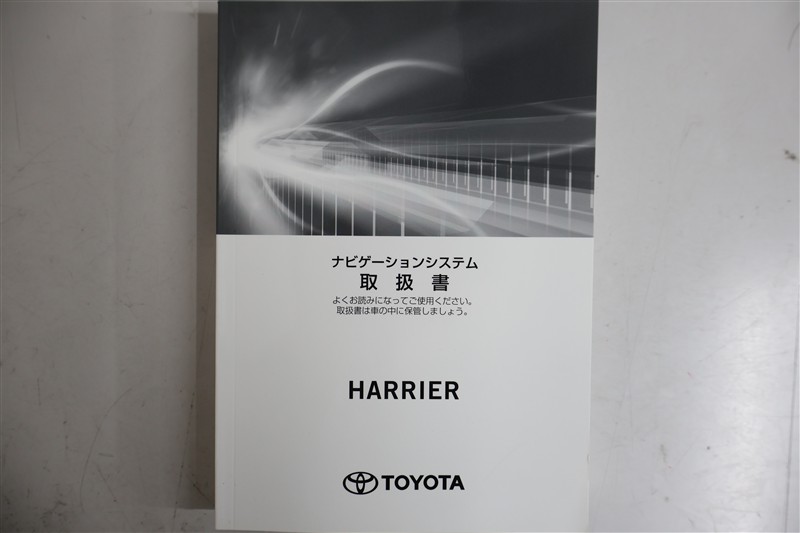 ナビゲーションシステム
取扱書
よくお読みになってご使用ください。
取扱書は車の中に保管しましょう。
HARRIER
TOYOTA